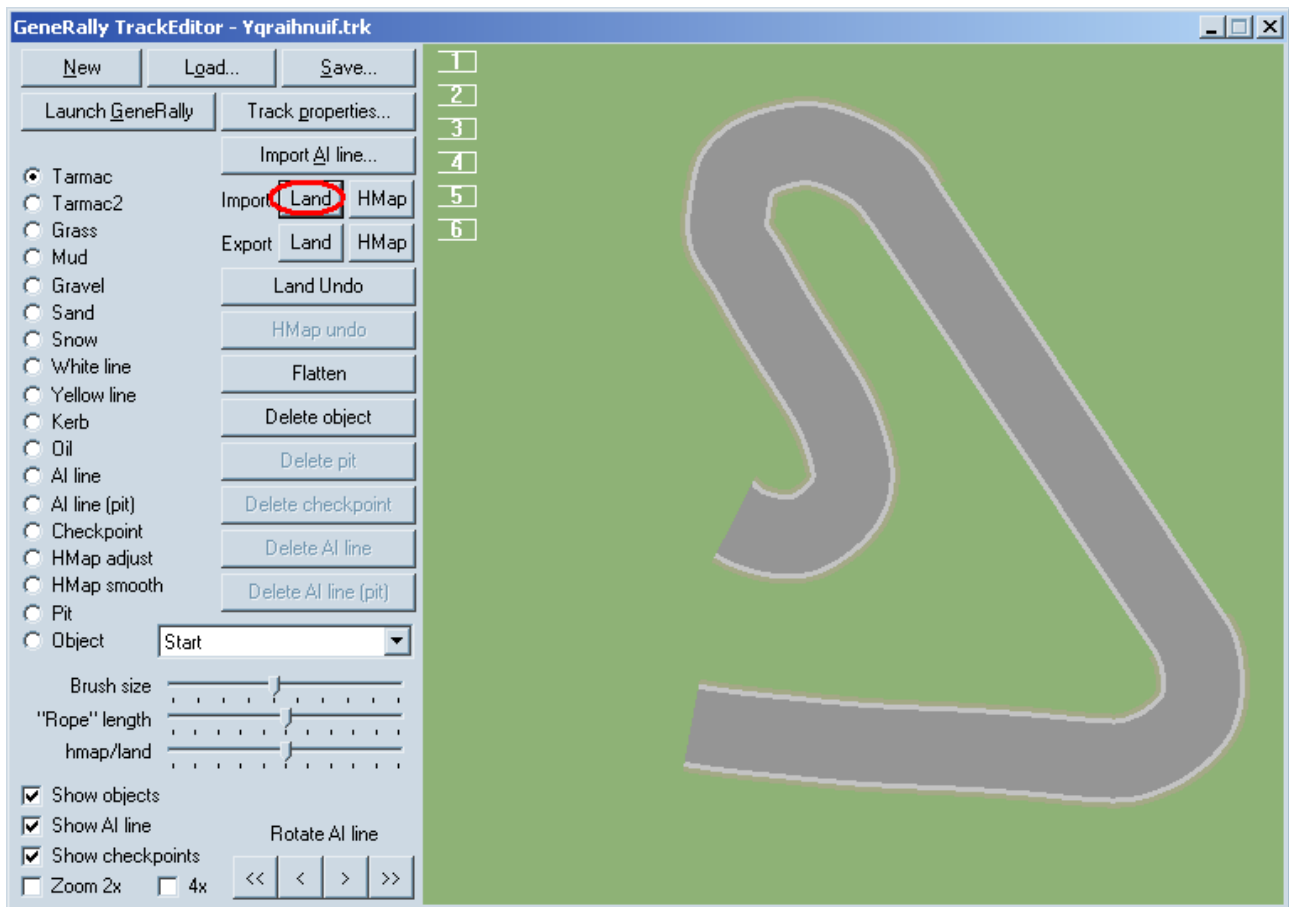 GeneRally TrackEditor - Yqraihnuif.trk
New Load... Save...
Launch GeneRally Track properties...
Import AI line...
Import Land HMap
Export Land HMap
Land Undo
HMap undo
Flatten
Delete object
Delete pit
Delete checkpoint
Delete AI line
Delete AI line (pit)
Tarmac
Tarmac2
Grass
Mud
Gravel
Sand
Snow
White line
Yellow line
Kerb
Oil
AI line
AI line (pit)
Checkpoint
HMap adjust
HMap smooth
Pit
Object Start
Brush size
"Rope" length
hmap/land
Show objects
Show AI line
Show checkpoints
Zoom 2x 4x
Rotate AI line
<< < > >>
1
2
3
4
5
6